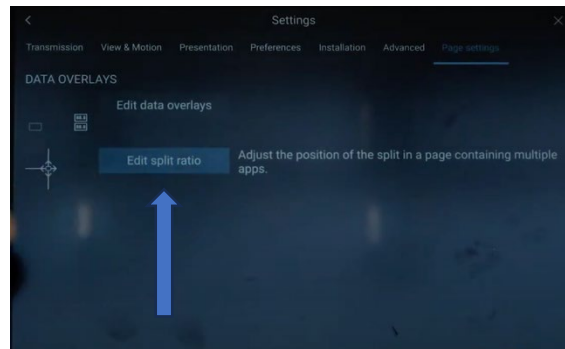 Settings
Transmission View & Motion Presentation Preferences Installation Advanced Page settings
DATA OVERLAYS
Edit data overlays
Edit split ratio
Adjust the position of the split in a page containing multiple
apps.